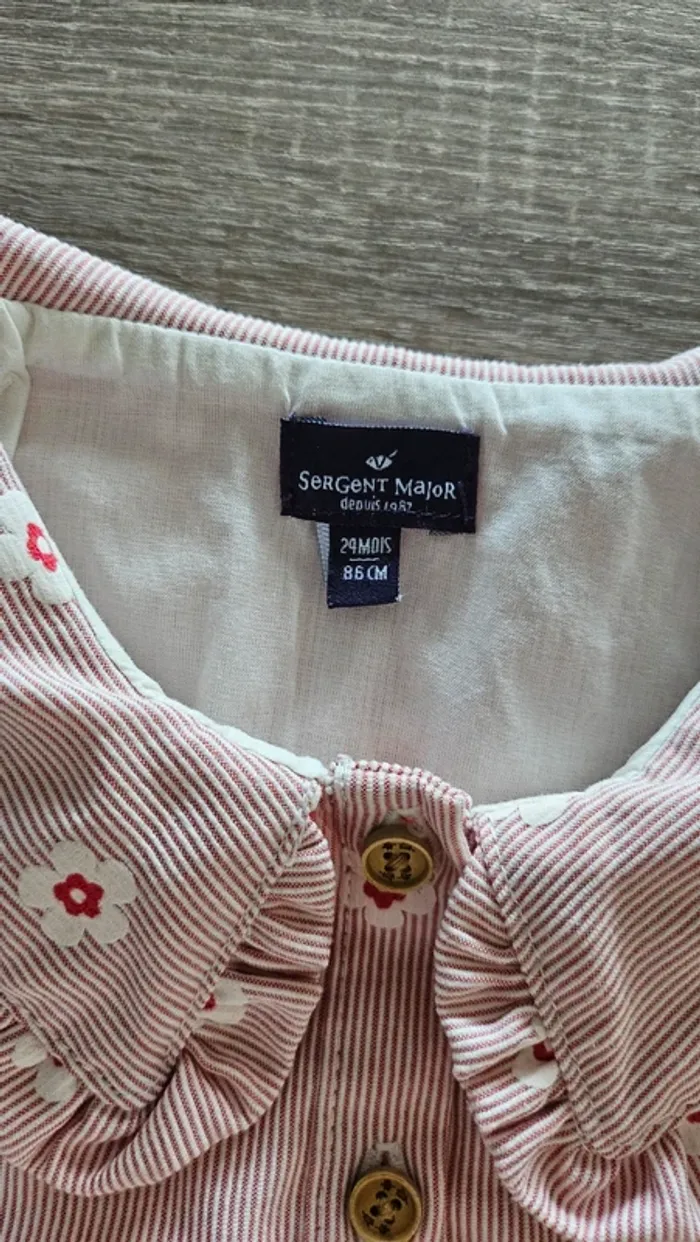 SERGENT MAJOR
depuis 1987
24MOIS
86CM